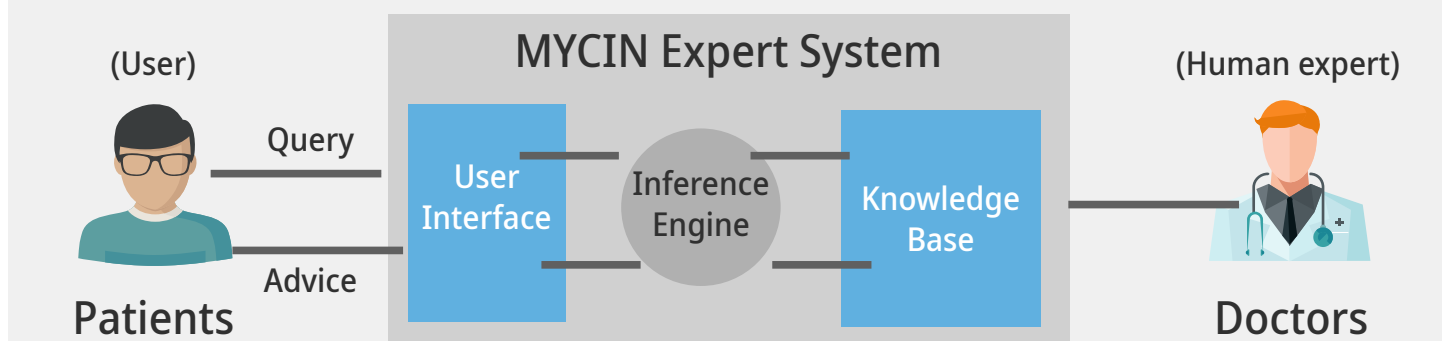 MYCIN Expert System
(User)
(Human expert)
Query
User
Interface
Inference
Engine
Knowledge
Base
Advice
Patients
Doctors